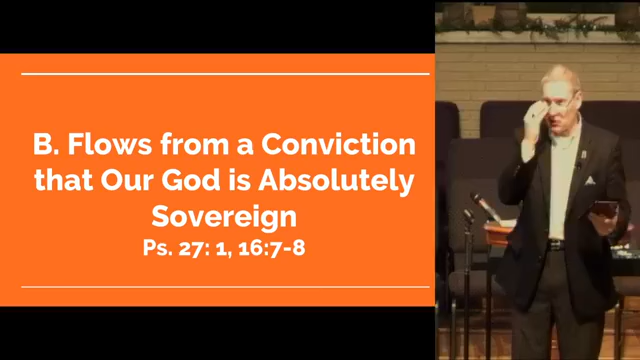 B. Flows from a Conviction
that Our God is Absolutely
Sovereign
Ps. 27: 1, 16:7-8